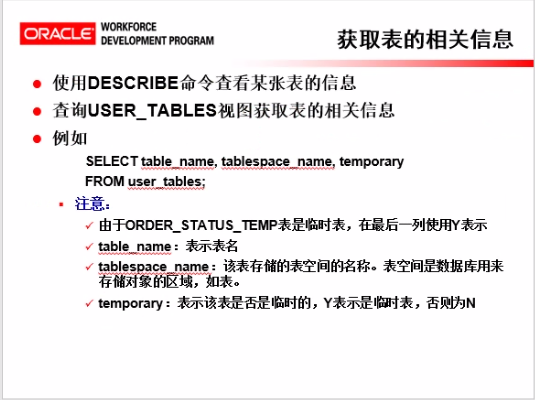 ORACLE
WORKFORCE
DEVELOPMENT PROGRAM
获取表的相关信息
使用DESCRIBE命令查看某张表的信息
查询USER_TABLES视图获取表的相关信息
例如
SELECT table_name, tablespace_name, temporary
FROM user_tables;
注意：
由于ORDER_STATUS_TEMP表是临时表，在最后一列使用Y表示
table_name：表示表名
tablespace_name：该表存储的表空间的名称。表空间是数据库用来
存储对象的区域，如表。
temporary：表示该表是否是临时的，Y表示是临时表，否则为N